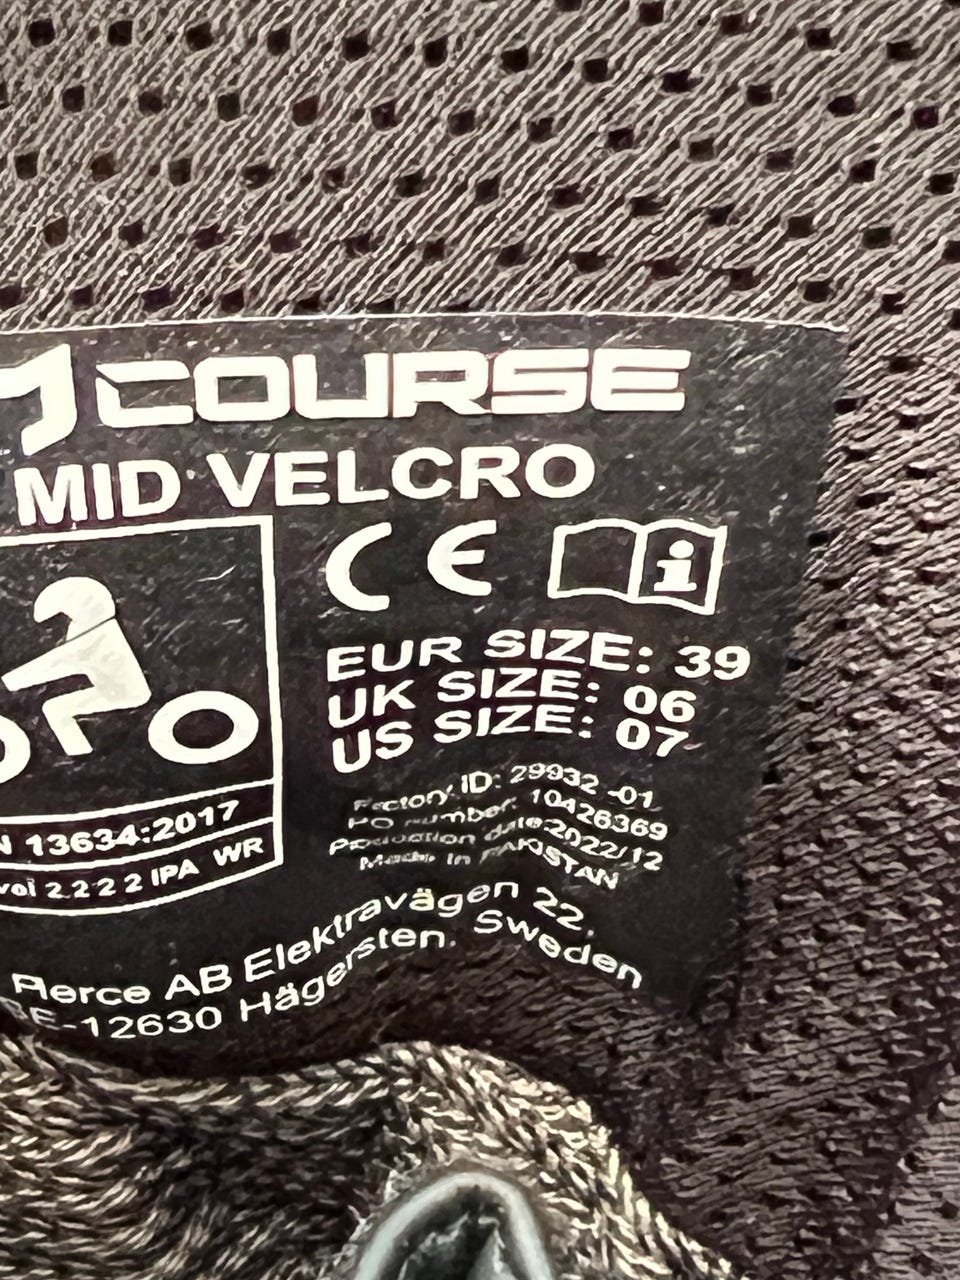 COURSE
MID VELCRO
CE
i
EUR SIZE: 39
UK SIZE: 06
US SIZE: 07
Factory ID: 29932 -01
PO number: 10426369
Production date:2022/12
Made in PAKISTAN
N 13634:2017
vel 2 2 2 2 IPA WR
Pierce AB Elektravägen 22,
SE-12630 Hägersten. Sweden